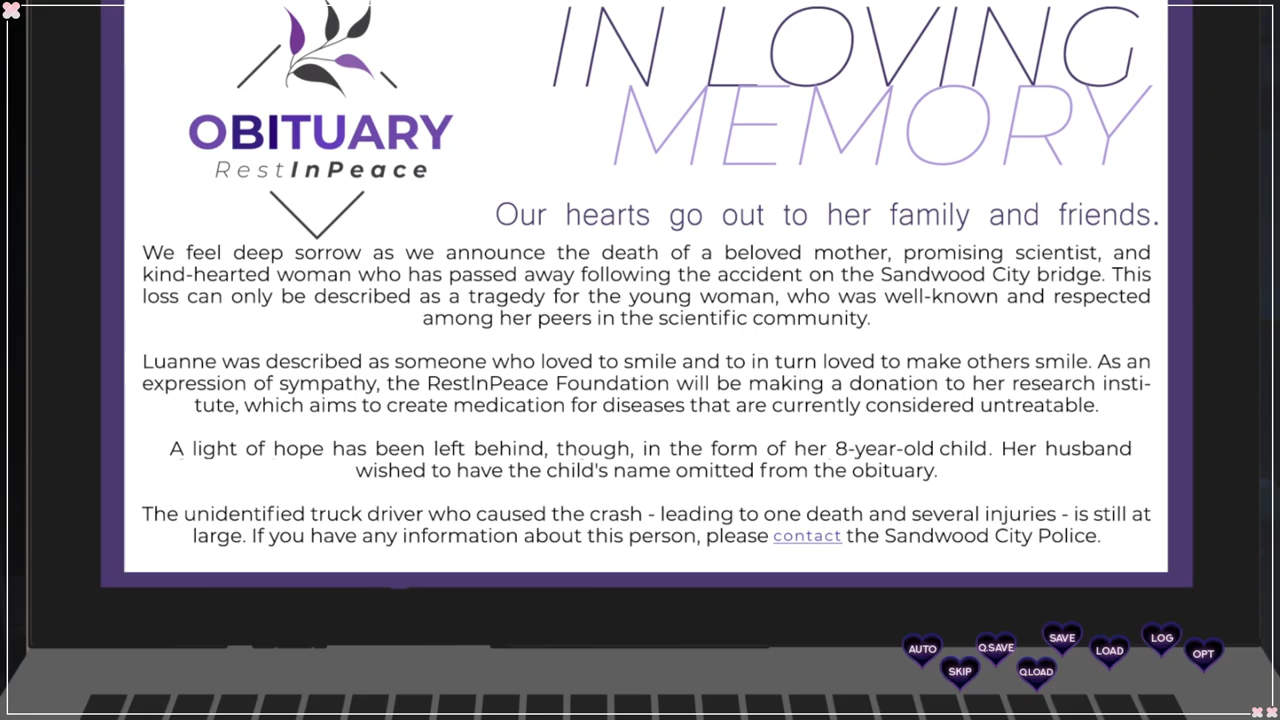 IN LOVING
MEMORY
OBITUARY
RestInPeace
Our hearts go out to her family and friends.
We feel deep sorrow as we announce the death of a beloved mother, promising scientist, and
kind-hearted woman who has passed away following the accident on the Sandwood City bridge. This
loss can only be described as a tragedy for the young woman, who was well-known and respected
among her peers in the scientific community.
Luanne was described as someone who loved to smile and to in turn loved to make others smile. As an
expression of sympathy, the RestInPeace Foundation will be making a donation to her research insti-
tute, which aims to create medication for diseases that are currently considered untreatable.
A light of hope has been left behind, though, in the form of her 8-year-old child. Her husband
wished to have the child's name omitted from the obituary.
The unidentified truck driver who caused the crash - leading to one death and several injuries - is still at
large. If you have any information about this person, please contact the Sandwood City Police.
AUTO
SKIP
Q.SAVE
Q.LOAD
SAVE
LOAD
LOG
OPT